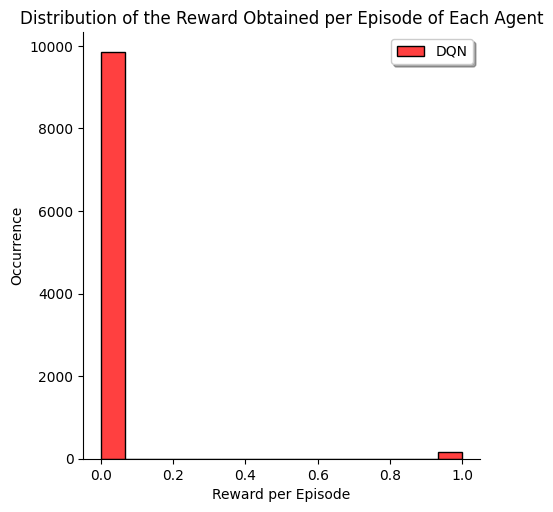 Distribution of the Reward Obtained per Episode of Each Agent
DQN
10000
8000
6000
4000
2000
0
Occurrence
0.0 0.2 0.4 0.6 0.8 1.0
Reward per Episode